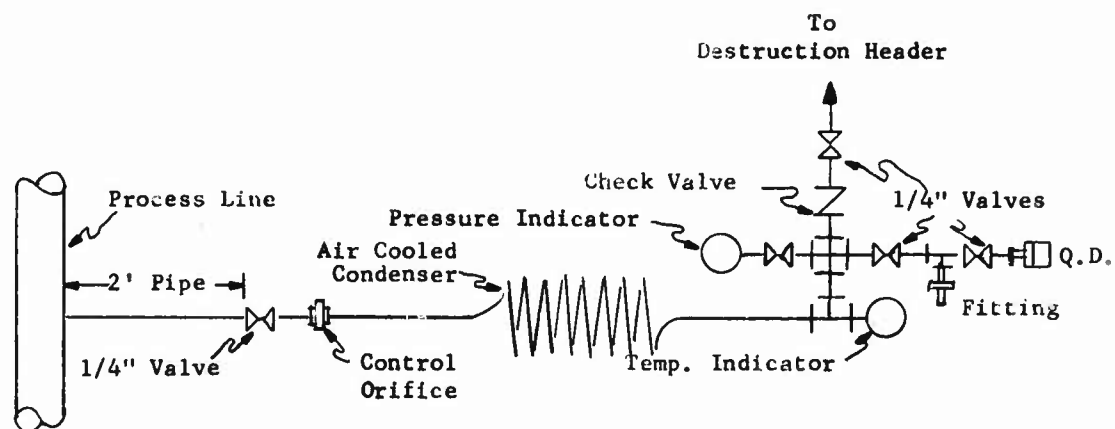 To
Destruction Header
Check Valve
1/4" Valves
Process Line
Pressure Indicator
Air Cooled
Condenser
Q.D.
2' Pipe
Fitting
1/4" Valve
Control
Orifice
Temp. Indicator